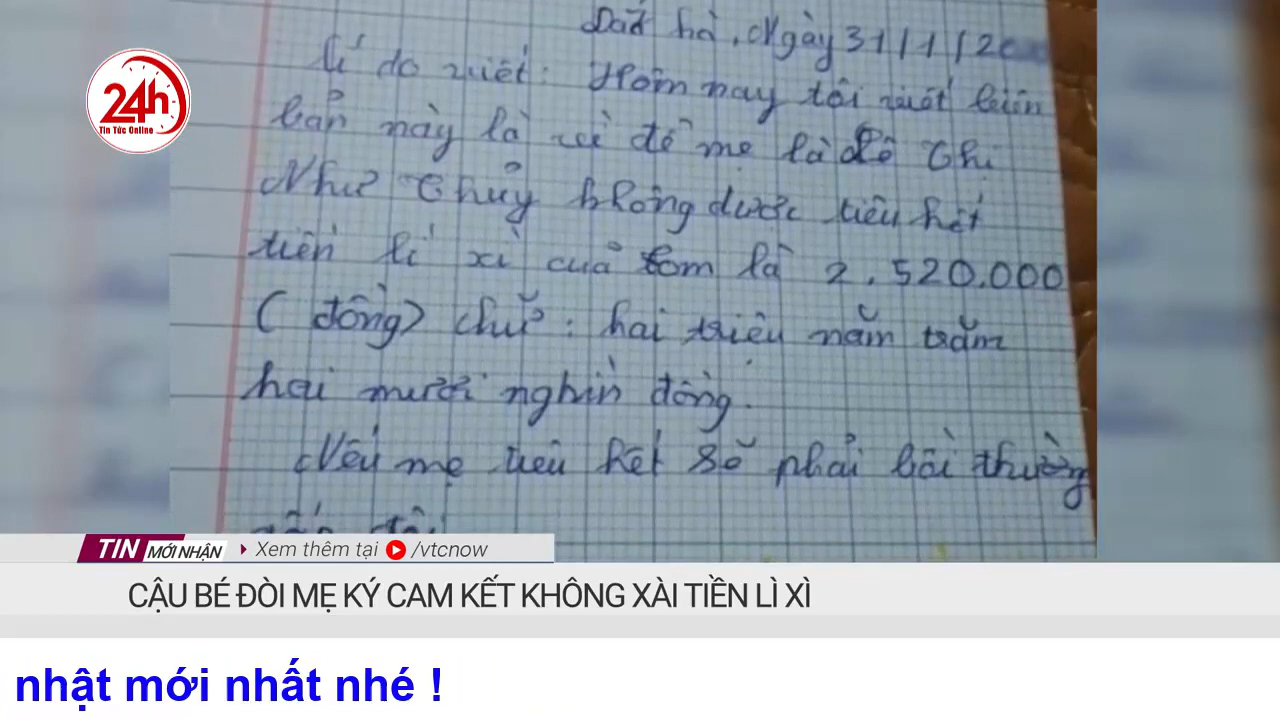 Đăk hà, Ngày 31/1/20
24h
Tin Tức Online
lí do viết: Hôm nay tôi viết biên
bản này là vì để mẹ là Lê Thị
Như Thủy không được tiêu hết
tiền lì xì của tôm là 2.520.000
(đồng) chữ: hai triệu năm trăm
hai mươi nghìn đồng.
Nếu mẹ tiêu hết số phải bồi thường
TIN MỚI NHẬN Xem thêm tại /vtcnow
CẬU BÉ ĐÒI MẸ KÝ CAM KẾT KHÔNG XÀI TIỀN LÌ XÌ
nhật mới nhất nhé !